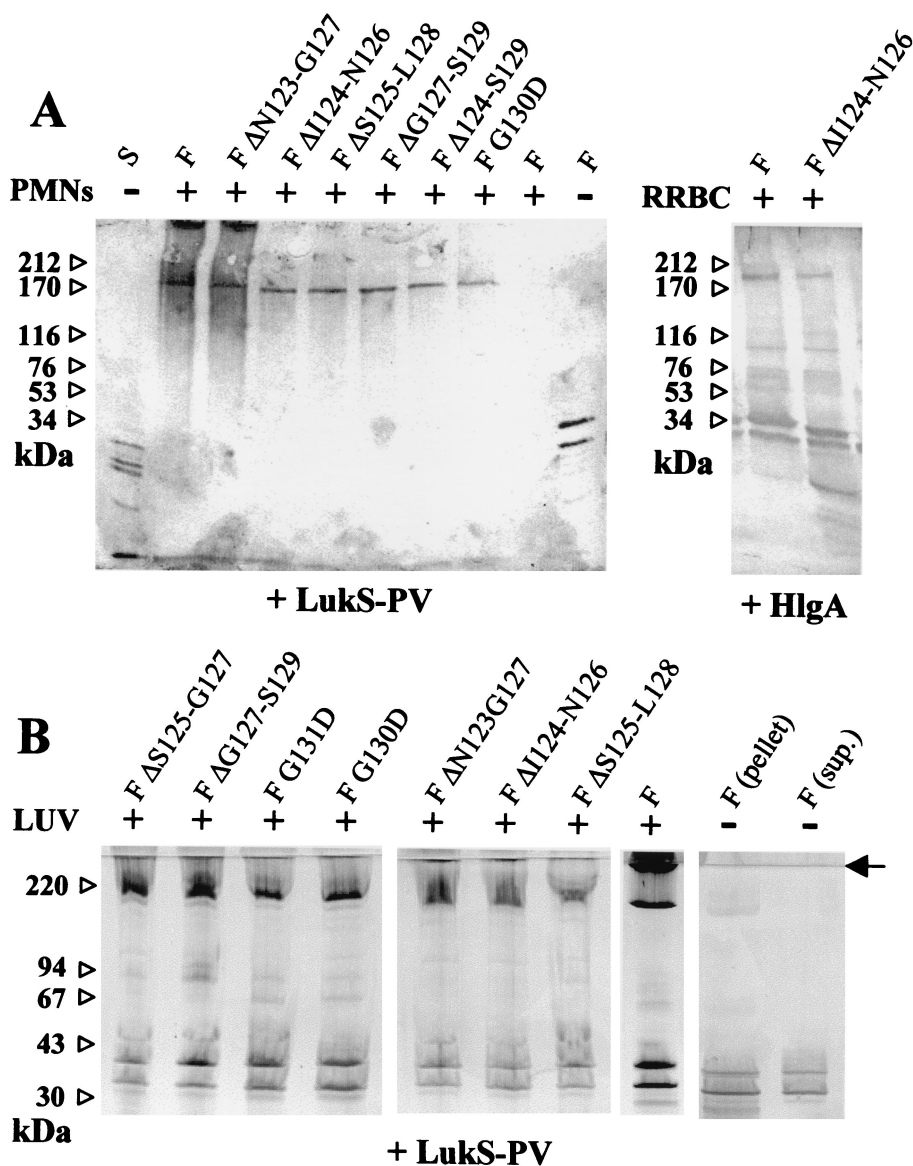 A
S
F
F ΔN123-G127
F ΔI124-N126
F ΔS125-L128
F ΔG127-S129
F Δ124-S129
F G130D
F
F
PMNs - + + + + + + + + -
212
170
116
76
53
34
kDa
+ LukS-PV
F
F ΔI124-N126
RRBC + +
212
170
116
76
53
34
kDa
+ HlgA
B
F ΔS125-G127
F ΔG127-S129
F G131D
F G130D
F ΔN123G127
F ΔI124-N126
F ΔS125-L128
F
F (pellet)
F (sup.)
LUV + + + + + + + + - -
220
94
67
43
30
kDa
+ LukS-PV